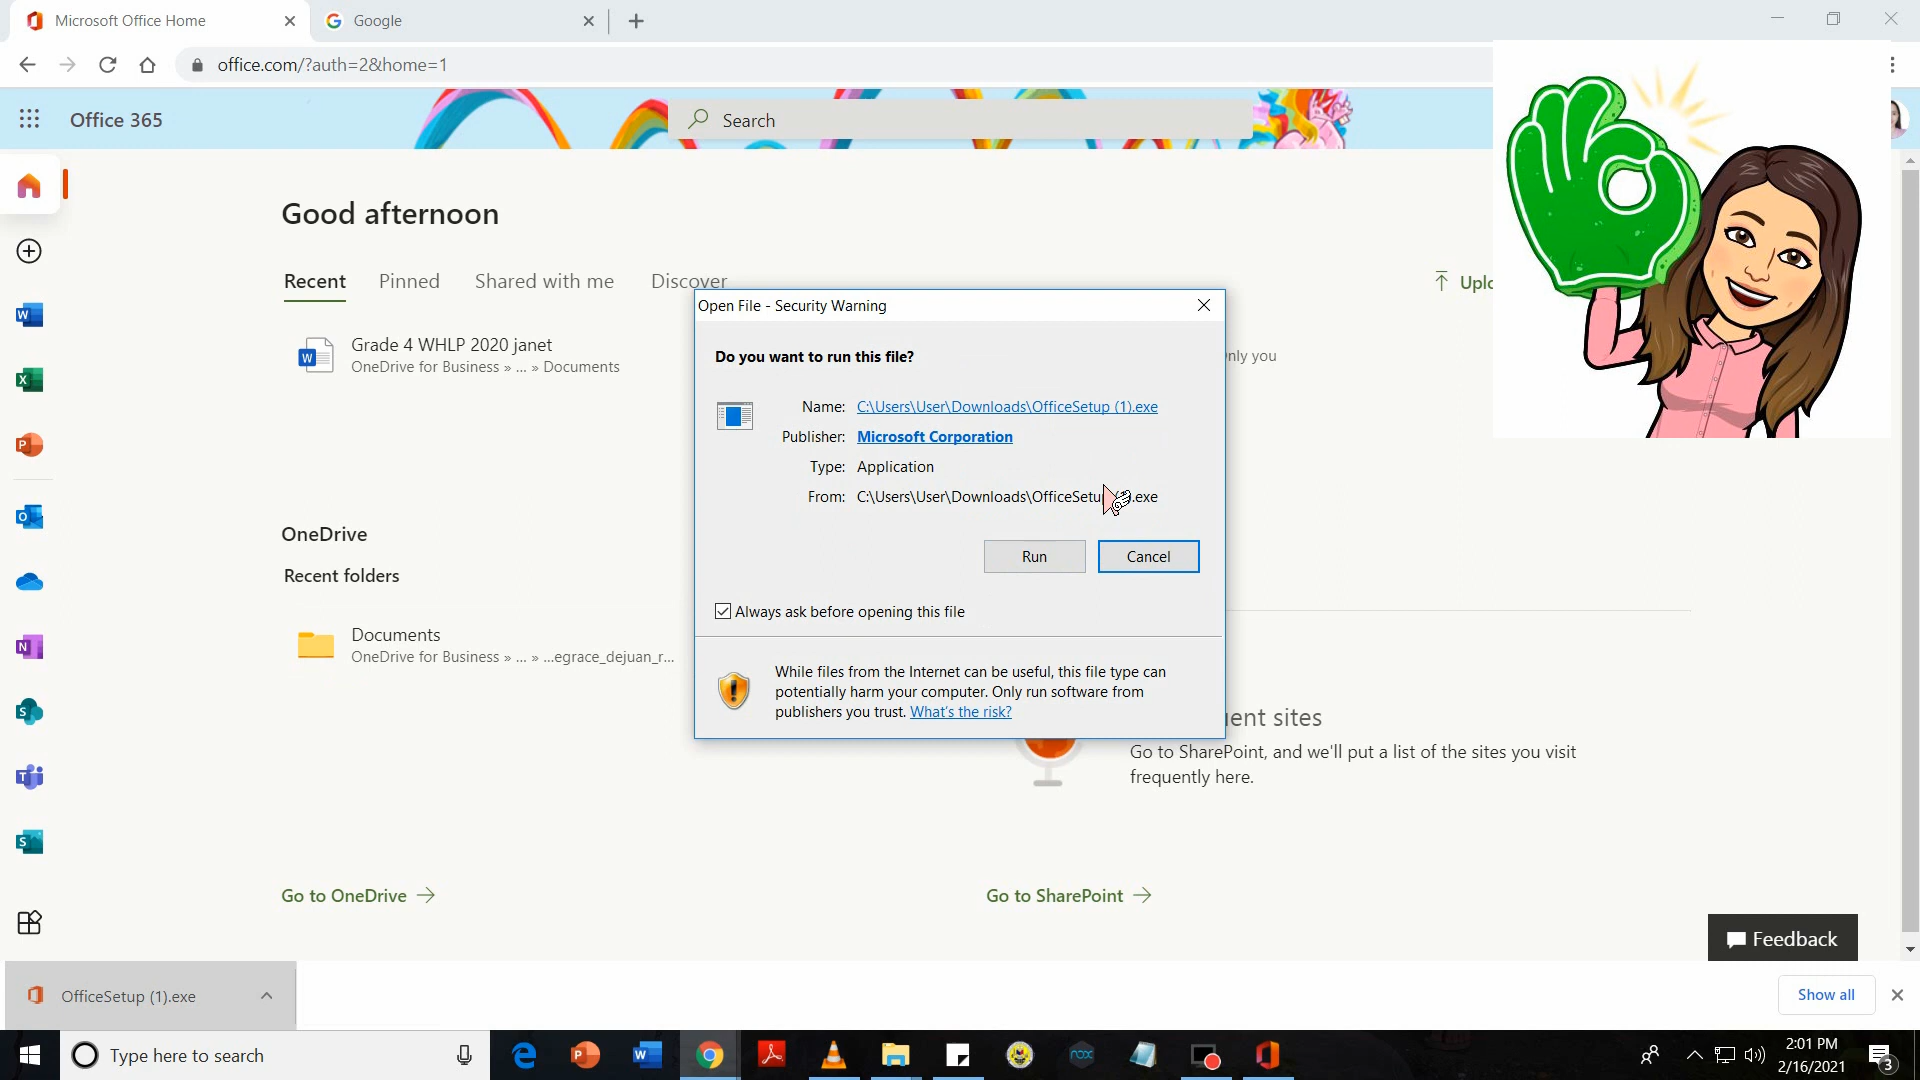 Microsoft Office Home
Google
office.com/?auth=2&home=1
Office 365
Search
Good afternoon
Recent
Pinned
Shared with me
Discover
Grade 4 WHLP 2020 janet
OneDrive for Business » ... » Documents
OneDrive
Recent folders
Documents
OneDrive for Business » ... » ...egrace_dejuan_r...
Go to OneDrive
Open File - Security Warning
Do you want to run this file?
Name: C:\Users\User\Downloads\OfficeSetup (1).exe
Publisher: Microsoft Corporation
Type: Application
From: C:\Users\User\Downloads\OfficeSetu .exe
Run
Cancel
Always ask before opening this file
While files from the Internet can be useful, this file type can
potentially harm your computer. Only run software from
publishers you trust. What's the risk?
nly you
Uplo
ent sites
Go to SharePoint, and we'll put a list of the sites you visit
frequently here.
Go to SharePoint
Feedback
OfficeSetup (1).exe
Show all
Type here to search
2:01 PM
2/16/2021
3